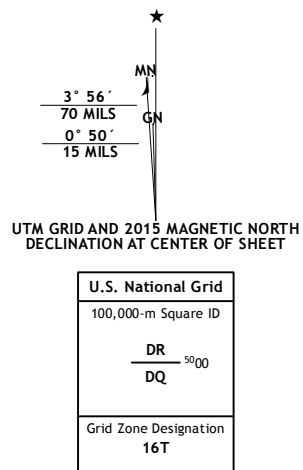 ★
MN
3° 56´
70 MILS
GN
0° 50´
15 MILS
UTM GRID AND 2015 MAGNETIC NORTH
DECLINATION AT CENTER OF SHEET
U.S. National Grid
100,000-m Square ID
DR
⁵⁰00
DQ
Grid Zone Designation
16T